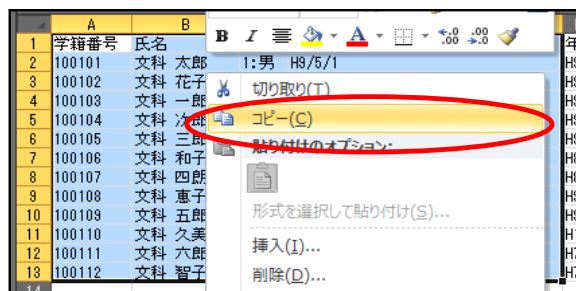 A B
1 学籍番号 氏名 年
2 100101 文科 太郎 1:男 H9/5/1
3 100102 文科 花子 切り取り(T)
4 100103 文科 一郎
5 100104 文科 次郎 コピー(C)
6 100105 文科 三郎 貼り付けのオプション:
7 100106 文科 和子
8 100107 文科 四郎
9 100108 文科 恵子
10 100109 文科 五郎 形式を選択して貼り付け(S)...
11 100110 文科 久美
12 100111 文科 六郎 挿入(I)...
13 100112 文科 智子 削除(D)...
14